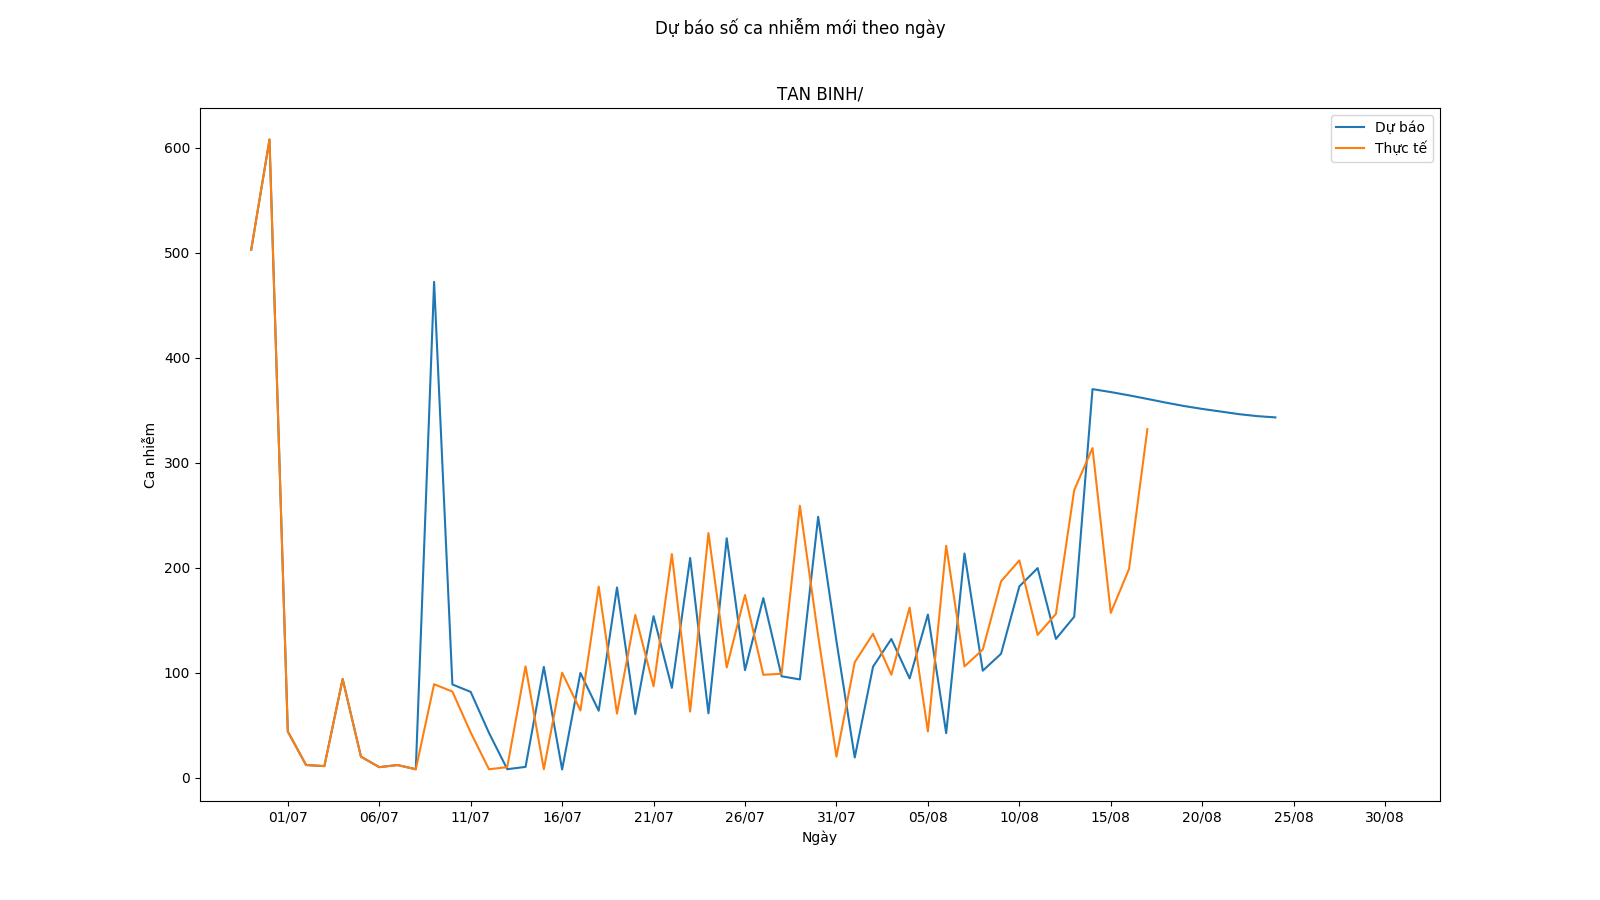 Dự báo số ca nhiễm mới theo ngày
TAN BINH/
Dự báo
Thực tế
600
500
400
300
200
100
0
Ca nhiễm
01/07 06/07 11/07 16/07 21/07 26/07 31/07 05/08 10/08 15/08 20/08 25/08 30/08
Ngày